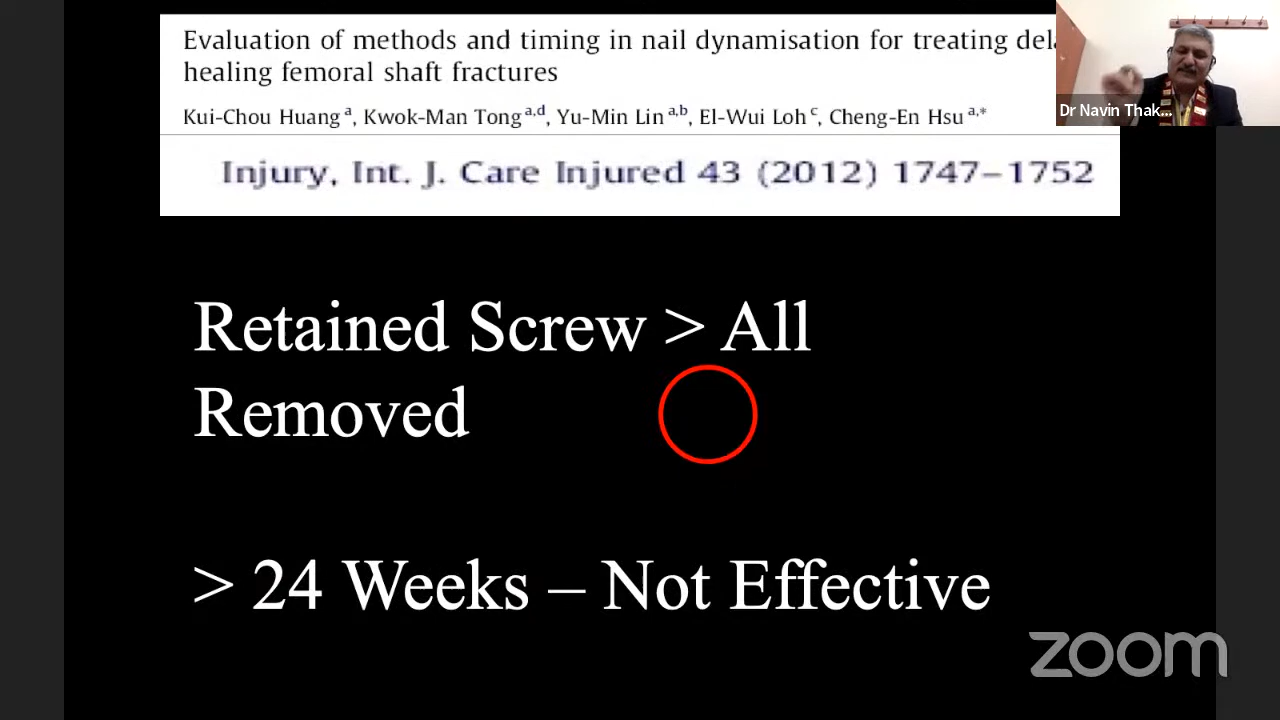 Evaluation of methods and timing in nail dynamisation for treating
healing femoral shaft fractures
Kui-Chou Huang a, Kwok-Man Tong a,d, Yu-Min Lin a,b, El-Wui Loh c, Cheng-En Hsu a,*
Dr Navin Thak...
Injury, Int. J. Care Injured 43 (2012) 1747–1752
Retained Screw > All
Removed
> 24 Weeks – Not Effective
zoom